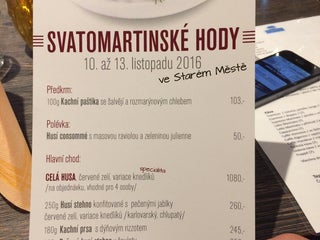 SVATOMARTINSKÉ HODY
10. až 13. listopadu 2016
ve Starém Městě
Předkrm:
100g Kachní paštika se šalvějí a rozmarýnovým chlebem 103,-
Polévka:
Husí consommé s masovou raviolou a zeleninou julienne 50,-
Hlavní chod:
specialita
CELÁ HUSA, červené zelí, variace knedlíků 1080,-
/na objednávku, vhodné pro 4 osoby/
250g Husí stehno konfitované s pečenými jablky 260,-
červené zelí, variace knedlíků /karlovarský, chlupatý/
180g Kachní prsa s dýňovým rizottem 245,-